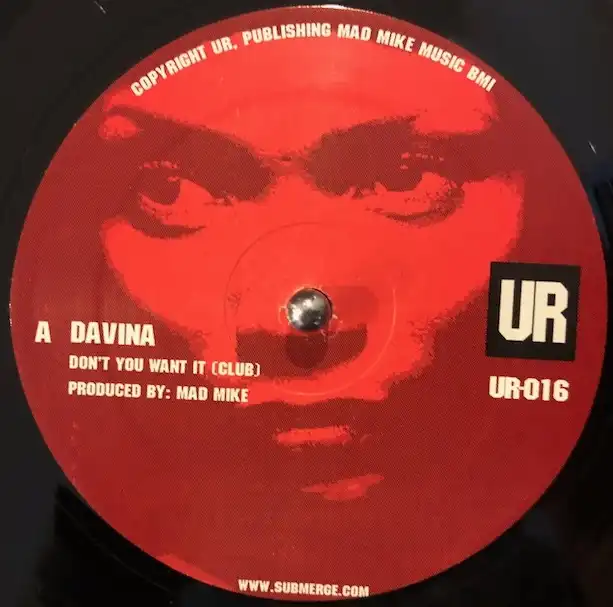 COPYRIGHT UR, PUBLISHING MAD MIKE MUSIC BMI
UR
A DAVINA
DON'T YOU WANT IT (CLUB)
PRODUCED BY: MAD MIKE
UR-016
WWW.SUBMERGE.COM